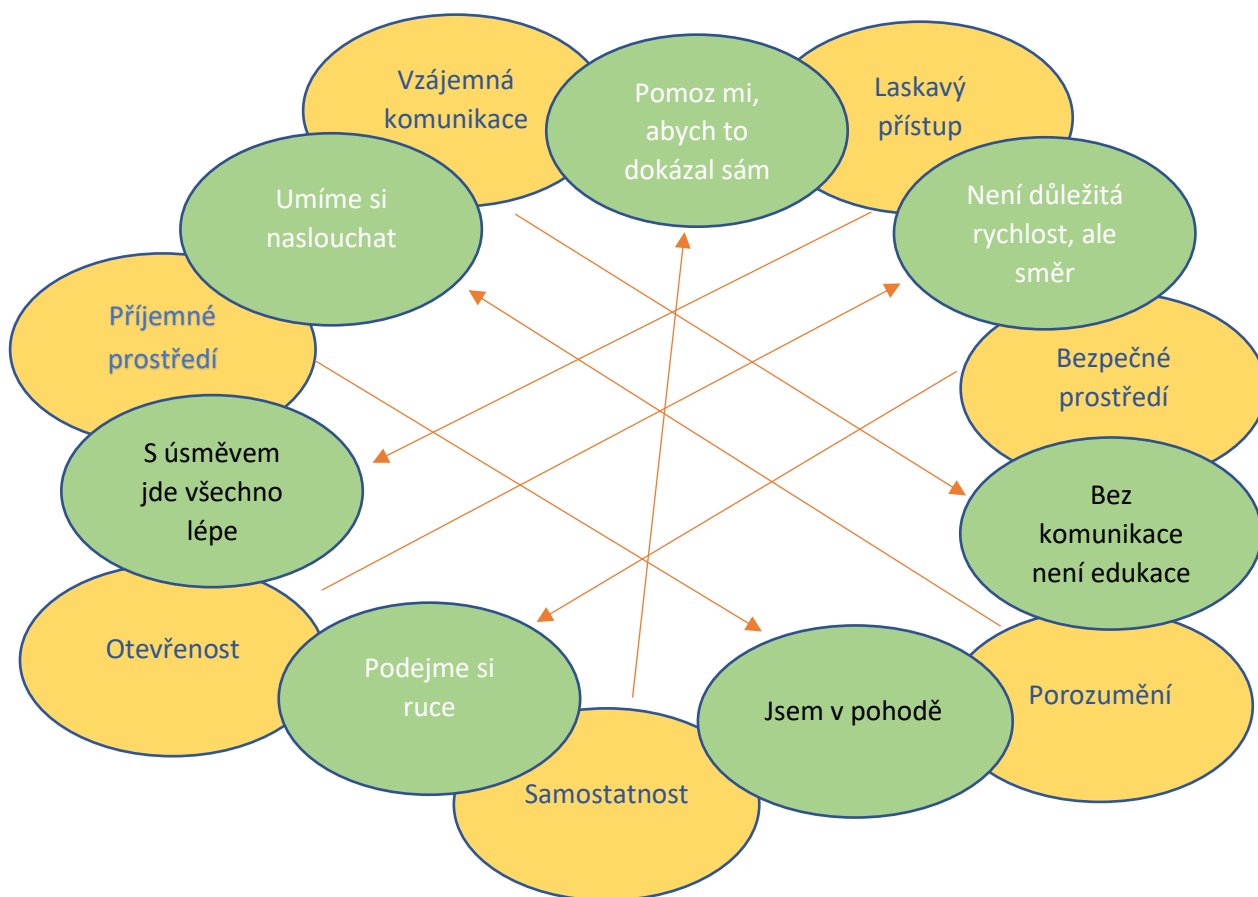 Vzájemná
komunikace
Pomoz mi,
abych to
dokázal sám
Laskavý
přístup
Umíme si
naslouchat
Není důležitá
rychlost, ale
směr
Příjemné
prostředí
Bezpečné
prostředí
S úsměvem
jde všechno
lépe
Bez
komunikace
není edukace
Otevřenost
Podejme si
ruce
Jsem v pohodě
Porozumění
Samostatnost